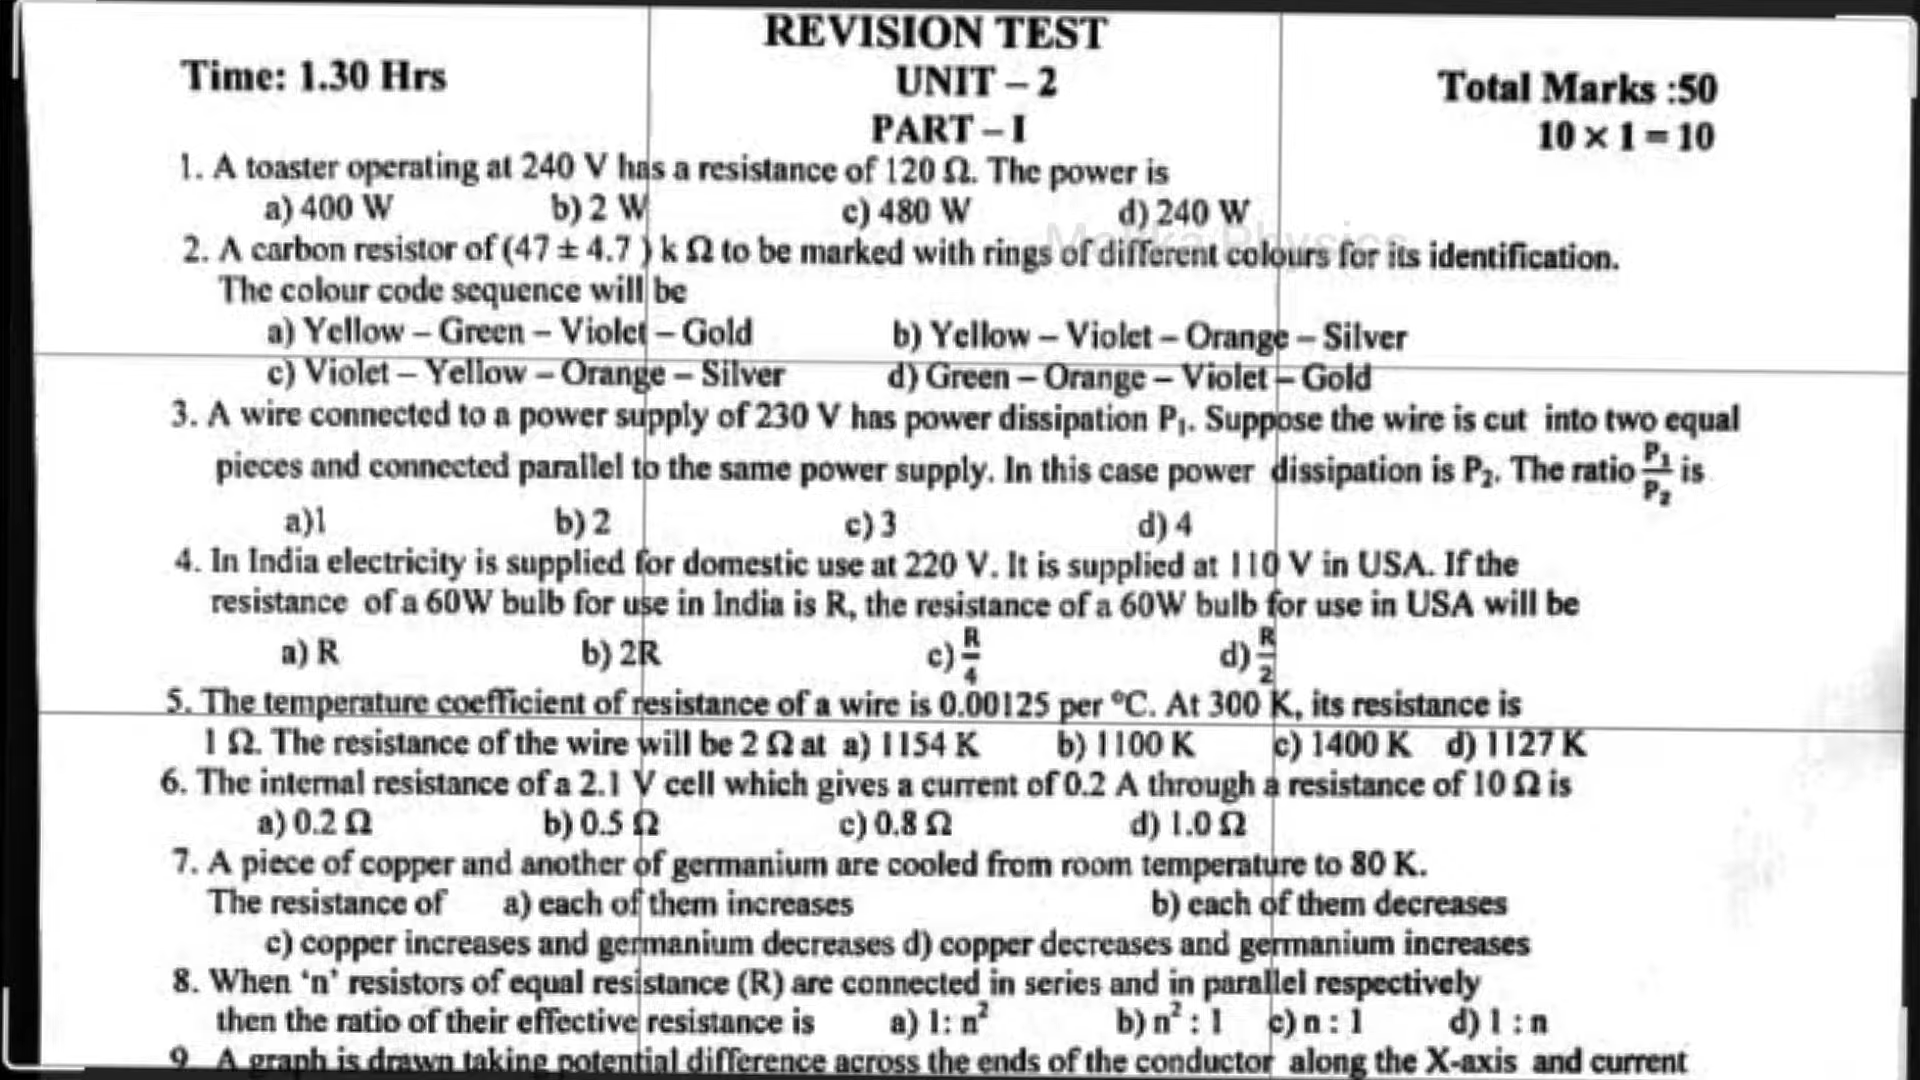 REVISION TEST
Time: 1.30 Hrs
UNIT – 2
Total Marks :50
PART – I
10 × 1 = 10
1. A toaster operating at 240 V has a resistance of 120 Ω. The power is
a) 400 W b) 2 W c) 480 W d) 240 W
2. A carbon resistor of (47 ± 4.7 ) k Ω to be marked with rings of different colours for its identification.
The colour code sequence will be
a) Yellow – Green – Violet – Gold b) Yellow – Violet – Orange – Silver
c) Violet – Yellow – Orange – Silver d) Green – Orange – Violet – Gold
3. A wire connected to a power supply of 230 V has power dissipation P₁. Suppose the wire is cut into two equal
pieces and connected parallel to the same power supply. In this case power dissipation is P₂. The ratio P₁/P₂ is
a)1 b) 2 c) 3 d) 4
4. In India electricity is supplied for domestic use at 220 V. It is supplied at 110 V in USA. If the
resistance of a 60W bulb for use in India is R, the resistance of a 60W bulb for use in USA will be
a) R b) 2R c) R/4 d) R/2
5. The temperature coefficient of resistance of a wire is 0.00125 per °C. At 300 K, its resistance is
1 Ω. The resistance of the wire will be 2 Ω at a) 1154 K b) 1100 K c) 1400 K d) 1127 K
6. The internal resistance of a 2.1 V cell which gives a current of 0.2 A through a resistance of 10 Ω is
a) 0.2 Ω b) 0.5 Ω c) 0.8 Ω d) 1.0 Ω
7. A piece of copper and another of germanium are cooled from room temperature to 80 K.
The resistance of a) each of them increases b) each of them decreases
c) copper increases and germanium decreases d) copper decreases and germanium increases
8. When 'n' resistors of equal resistance (R) are connected in series and in parallel respectively
then the ratio of their effective resistance is a) 1: n² b) n² : 1 c) n : 1 d) 1 : n
9 A graph is drawn taking potential difference across the ends of the conductor along the X-axis and current